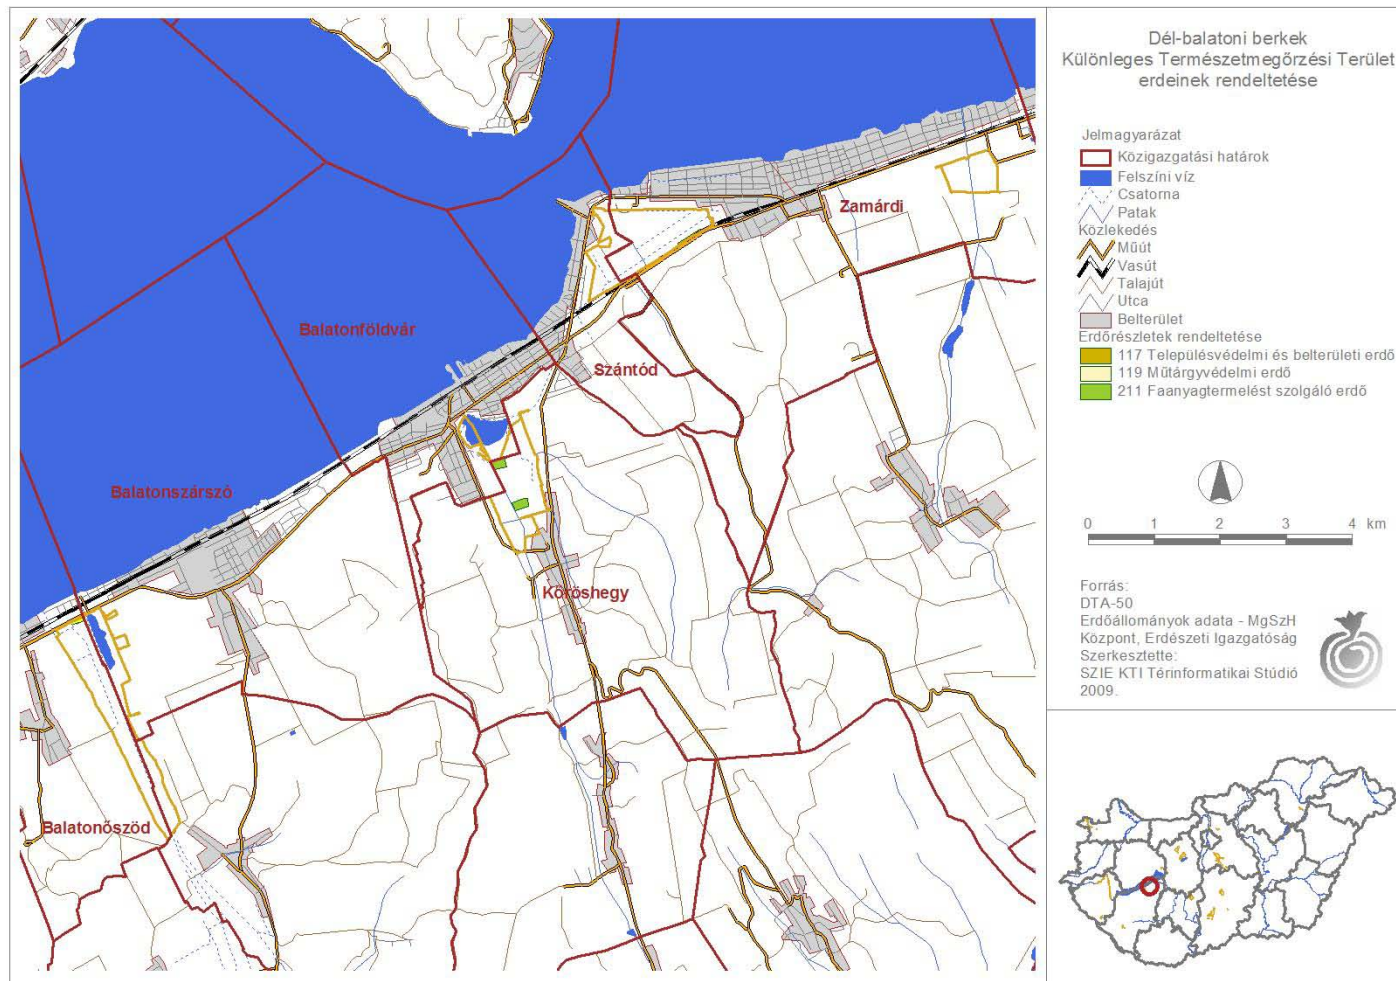 Dél-balatoni berkek
Különleges Természetmegőrzési Terület
erdeinek rendeltetése
Jelmagyarázat
Közigazgatási határok
Felszíni víz
Csatorna
Patak
Közlekedés
Műút
Vasút
Talajút
Utca
Belterület
Erdőrészletek rendeltetése
117 Településvédelmi és belterületi erdő
119 Műtárgyvédelmi erdő
211 Faanyagtermelést szolgáló erdő
0 1 2 3 4 km
Forrás:
DTA-50
Erdőállományok adata - MgSzH
Központ, Erdészeti Igazgatóság
Szerkesztette:
SZIE KTI Térinformatikai Stúdió
2009.
Zamárdi
Balatonföldvár
Szántód
Balatonszárszó
Kőröshegy
Balatonőszöd